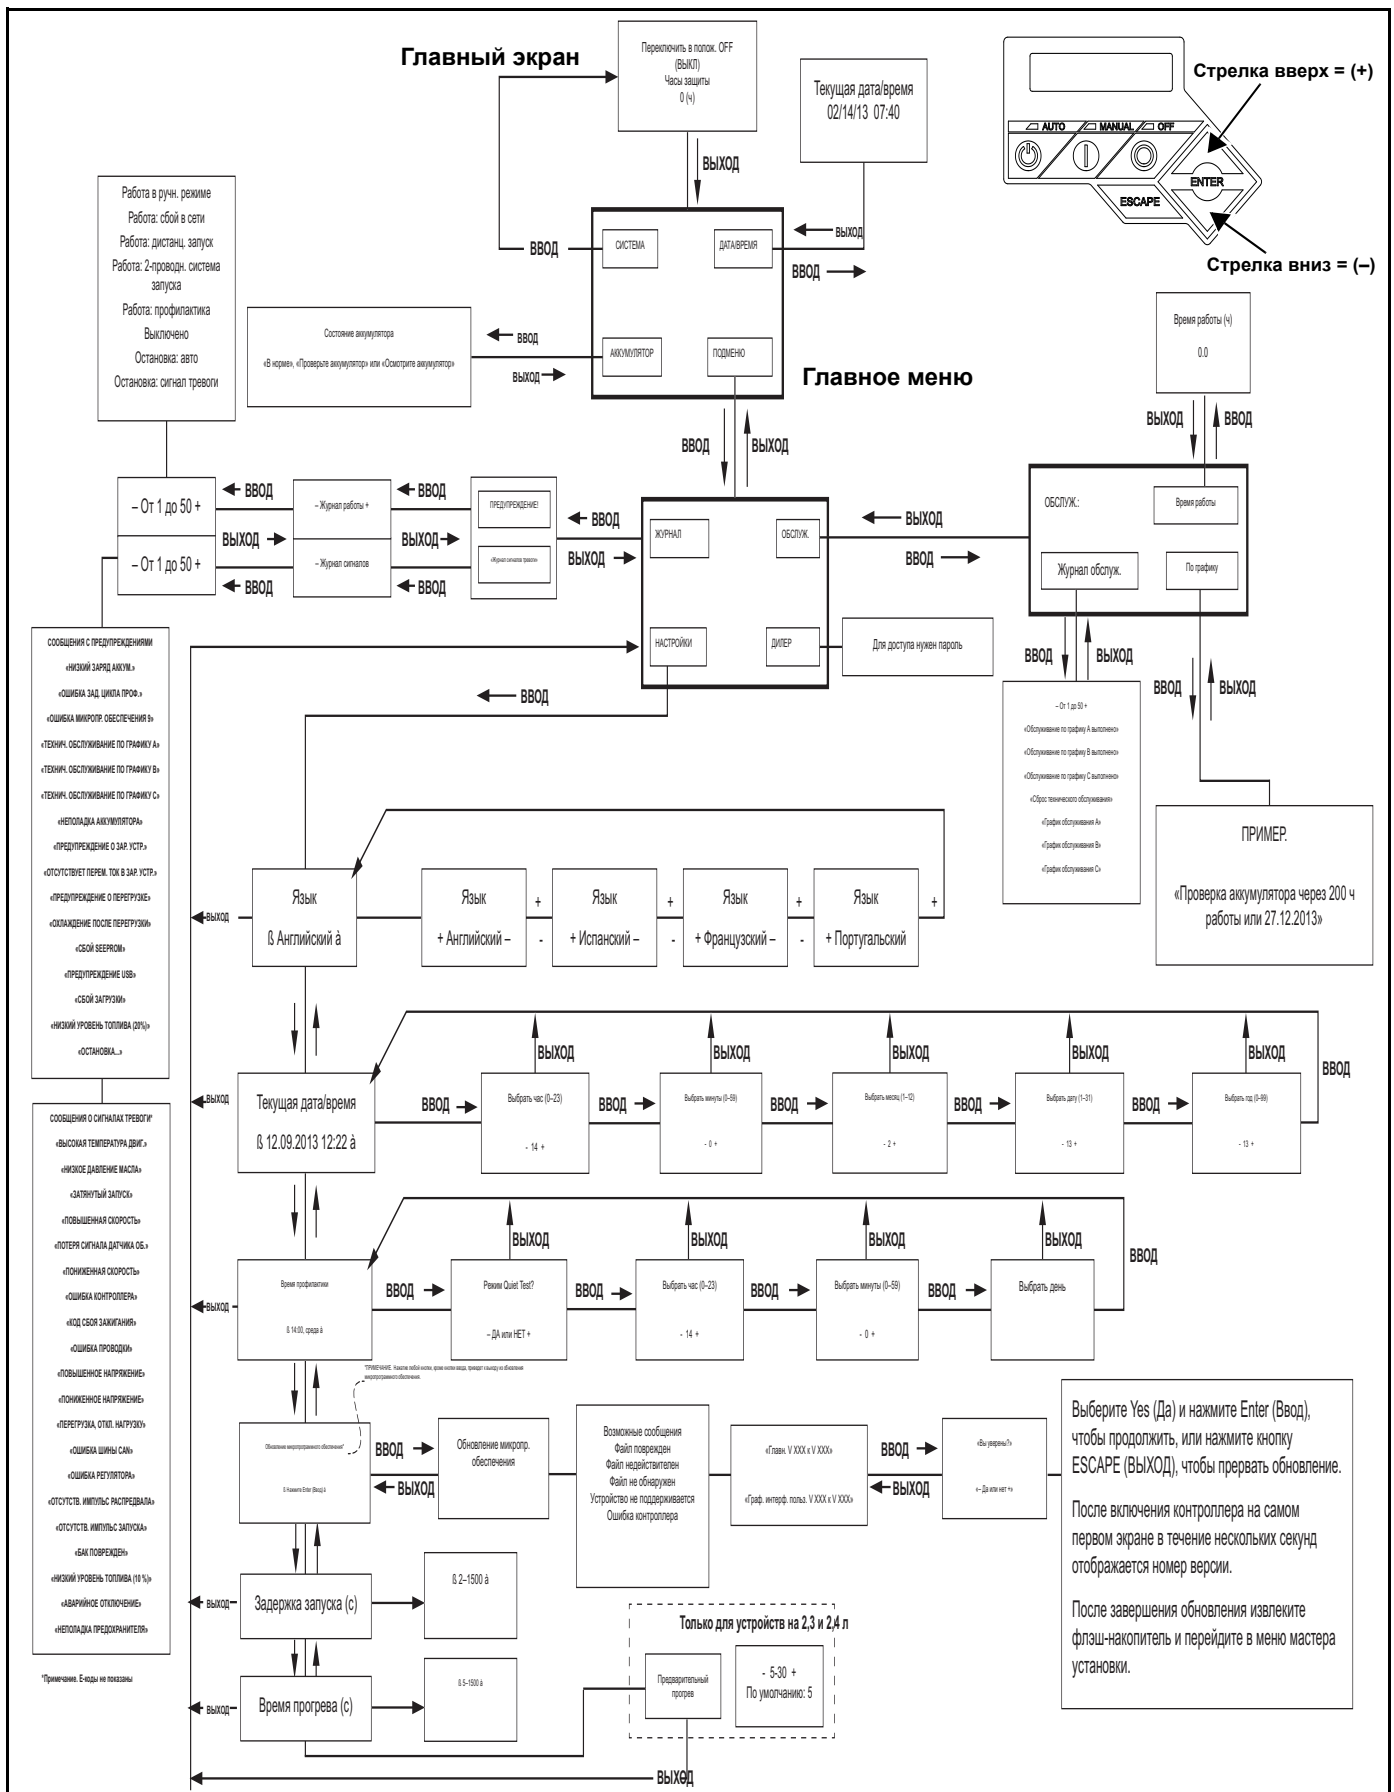 Главный экран
Переключить в полож. OFF
(ВЫКЛ)
Часы защиты
0 (ч)
Текущая дата/время
02/14/13 07:40
AUTO
MANUAL
OFF
ENTER
ESCAPE
Стрелка вверх = (+)
Стрелка вниз = (–)
ВЫХОД
ВВОД
СИСТЕМА
ДАТА/ВРЕМЯ
ВЫХОД
ВВОД
АККУМУЛЯТОР
ПОДМЕНЮ
ВВОД
ВЫХОД
Главное меню
Работа в ручн. режиме
Работа: сбой в сети
Работа: дистанц. запуск
Работа: 2-проводн. система
запуска
Работа: профилактика
Выключено
Остановка: авто
Остановка: сигнал тревоги
Состояние аккумулятора
«В норме», «Проверьте аккумулятор» или «Осмотрите аккумулятор»
Время работы (ч)
0.0
ВЫХОД
ВВОД
ВВОД
ВЫХОД
– От 1 до 50 +
ВВОД
– Журнал работы +
ВВОД
ПРЕДУПРЕЖДЕНИЕ!
ВВОД
ВЫХОД
ВЫХОД
ВЫХОД
– От 1 до 50 +
ВВОД
– Журнал сигналов
ВВОД
«Журнал сигналов тревоги»
ЖУРНАЛ
ОБСЛУЖ.
НАСТРОЙКИ
ДИЛЕР
Для доступа нужен пароль
ВЫХОД
ВВОД
ОБСЛУЖ.:
Время работы
Журнал обслуж.
По графику
ВВОД
ВЫХОД
ВВОД
ВЫХОД
– От 1 до 50 +
«Обслуживание по графику A выполнено»
«Обслуживание по графику B выполнено»
«Обслуживание по графику C выполнено»
«Сброс технического обслуживания»
«График обслуживания A»
«График обслуживания B»
«График обслуживания C»
ПРИМЕР.
«Проверка аккумулятора через 200 ч
работы или 27.12.2013»
СООБЩЕНИЯ С ПРЕДУПРЕЖДЕНИЯМИ
«НИЗКИЙ ЗАРЯД АККУМ.»
«ОШИБКА ЗАД. ЦИКЛА ПРОФ.»
«ОШИБКА МИКРОПР. ОБЕСПЕЧЕНИЯ 9»
«ТЕХНИЧ. ОБСЛУЖИВАНИЕ ПО ГРАФИКУ A»
«ТЕХНИЧ. ОБСЛУЖИВАНИЕ ПО ГРАФИКУ B»
«ТЕХНИЧ. ОБСЛУЖИВАНИЕ ПО ГРАФИКУ C»
«НЕПОЛАДКА АККУМУЛЯТОРА»
«ПРЕДУПРЕЖДЕНИЕ О ЗАР. УСТР.»
«ОТСУТСТВУЕТ ПЕРЕМ. ТОК В ЗАР. УСТР.»
«ПРЕДУПРЕЖДЕНИЕ О ПЕРЕГРУЗКЕ»
«ОХЛАЖДЕНИЕ ПОСЛЕ ПЕРЕГРУЗКИ»
«СБОЙ SEEPROM»
«ПРЕДУПРЕЖДЕНИЕ USB»
«СБОЙ ЗАГРУЗКИ»
«НИЗКИЙ УРОВЕНЬ ТОПЛИВА (20%)»
«ОСТАНОВКА...»
СООБЩЕНИЯ О СИГНАЛАХ ТРЕВОГИ*
«ВЫСОКАЯ ТЕМПЕРАТУРА ДВИГ.»
«НИЗКОЕ ДАВЛЕНИЕ МАСЛА»
«ЗАТЯНУТЫЙ ЗАПУСК»
«ПОВЫШЕННАЯ СКОРОСТЬ»
«ПОТЕРЯ СИГНАЛА ДАТЧИКА ОБ.»
«ПОНИЖЕННАЯ СКОРОСТЬ»
«ОШИБКА КОНТРОЛЛЕРА»
«КОД СБОЯ ЗАЖИГАНИЯ»
«ОШИБКА ПРОВОДКИ»
«ПОВЫШЕННОЕ НАПРЯЖЕНИЕ»
«ПОНИЖЕННОЕ НАПРЯЖЕНИЕ»
«ПЕРЕГРУЗКА, ОТКЛ. НАГРУЗКУ»
«ОШИБКА ШИНЫ CAN»
«ОШИБКА РЕГУЛЯТОРА»
«ОТСУТСТВ. ИМПУЛЬС РАСПРЕДВАЛА»
«ОТСУТСТВ. ИМПУЛЬС ЗАПУСКА»
«БАК ПОВРЕЖДЕН»
«НИЗКИЙ УРОВЕНЬ ТОПЛИВА (10 %)»
«АВАРИЙНОЕ ОТКЛЮЧЕНИЕ»
«НЕПОЛАДКА ПРЕДОХРАНИТЕЛЯ»
*Примечание. E-коды не показаны
ВВОД
ВЫХОД
Язык
ß Английский à
Язык
+ Английский –
+
-
Язык
+ Испанский –
+
-
Язык
+ Французский –
+
-
Язык
+ Португальский
+
ВЫХОД
ВЫХОД
ВЫХОД
ВЫХОД
ВЫХОД
ВВОД
ВЫХОД
Текущая дата/время
ß 12.09.2013 12:22 à
ВВОД
Выбрать час (0–23)
- 14 +
ВВОД
Выбрать минуты (0–59)
- 0 +
ВВОД
Выбрать месяц (1–12)
- 2 +
ВВОД
Выбрать дату (1–31)
- 13 +
ВВОД
Выбрать год (0–99)
- 13 +
ВЫХОД
ВЫХОД
ВЫХОД
ВВОД
ВЫХОД
Время профилактики
ß 14:00, среда à
ВВОД
Режим Quiet Test?
– ДА или НЕТ +
ВВОД
Выбрать час (0–23)
- 14 +
ВВОД
Выбрать минуты (0–59)
- 0 +
ВВОД
Выбрать день
*ПРИМЕЧАНИЕ. Нажатие любой кнопки, кроме кнопки ввода, приведет к выходу из обновления
микропрограммного обеспечения.
Обновление микропрограммного обеспечения*
ß Нажмите Enter (Ввод) à
ВВОД
ВЫХОД
Обновление микропр.
обеспечения
Возможные сообщения
Файл поврежден
Файл недействителен
Файл не обнаружен
Устройство не поддерживается
Ошибка контроллера
«Главн. V XXX к V XXX»
«Граф. интерф. польз. V XXX к V XXX»
ВВОД
ВЫХОД
«Вы уверены?»
«– Да или нет +»
Выберите Yes (Да) и нажмите Enter (Ввод),
чтобы продолжить, или нажмите кнопку
ESCAPE (ВЫХОД), чтобы прервать обновление.
После включения контроллера на самом
первом экране в течение нескольких секунд
отображается номер версии.
После завершения обновления извлеките
флэш-накопитель и перейдите в меню мастера
установки.
ВЫХОД
Задержка запуска (с)
ß 2–1500 à
ВЫХОД
Время прогрева (с)
ß 5–1500 à
Только для устройств на 2,3 и 2,4 л
Предварительный
прогрев
- 5-30 +
По умолчанию: 5
ВЫХОД